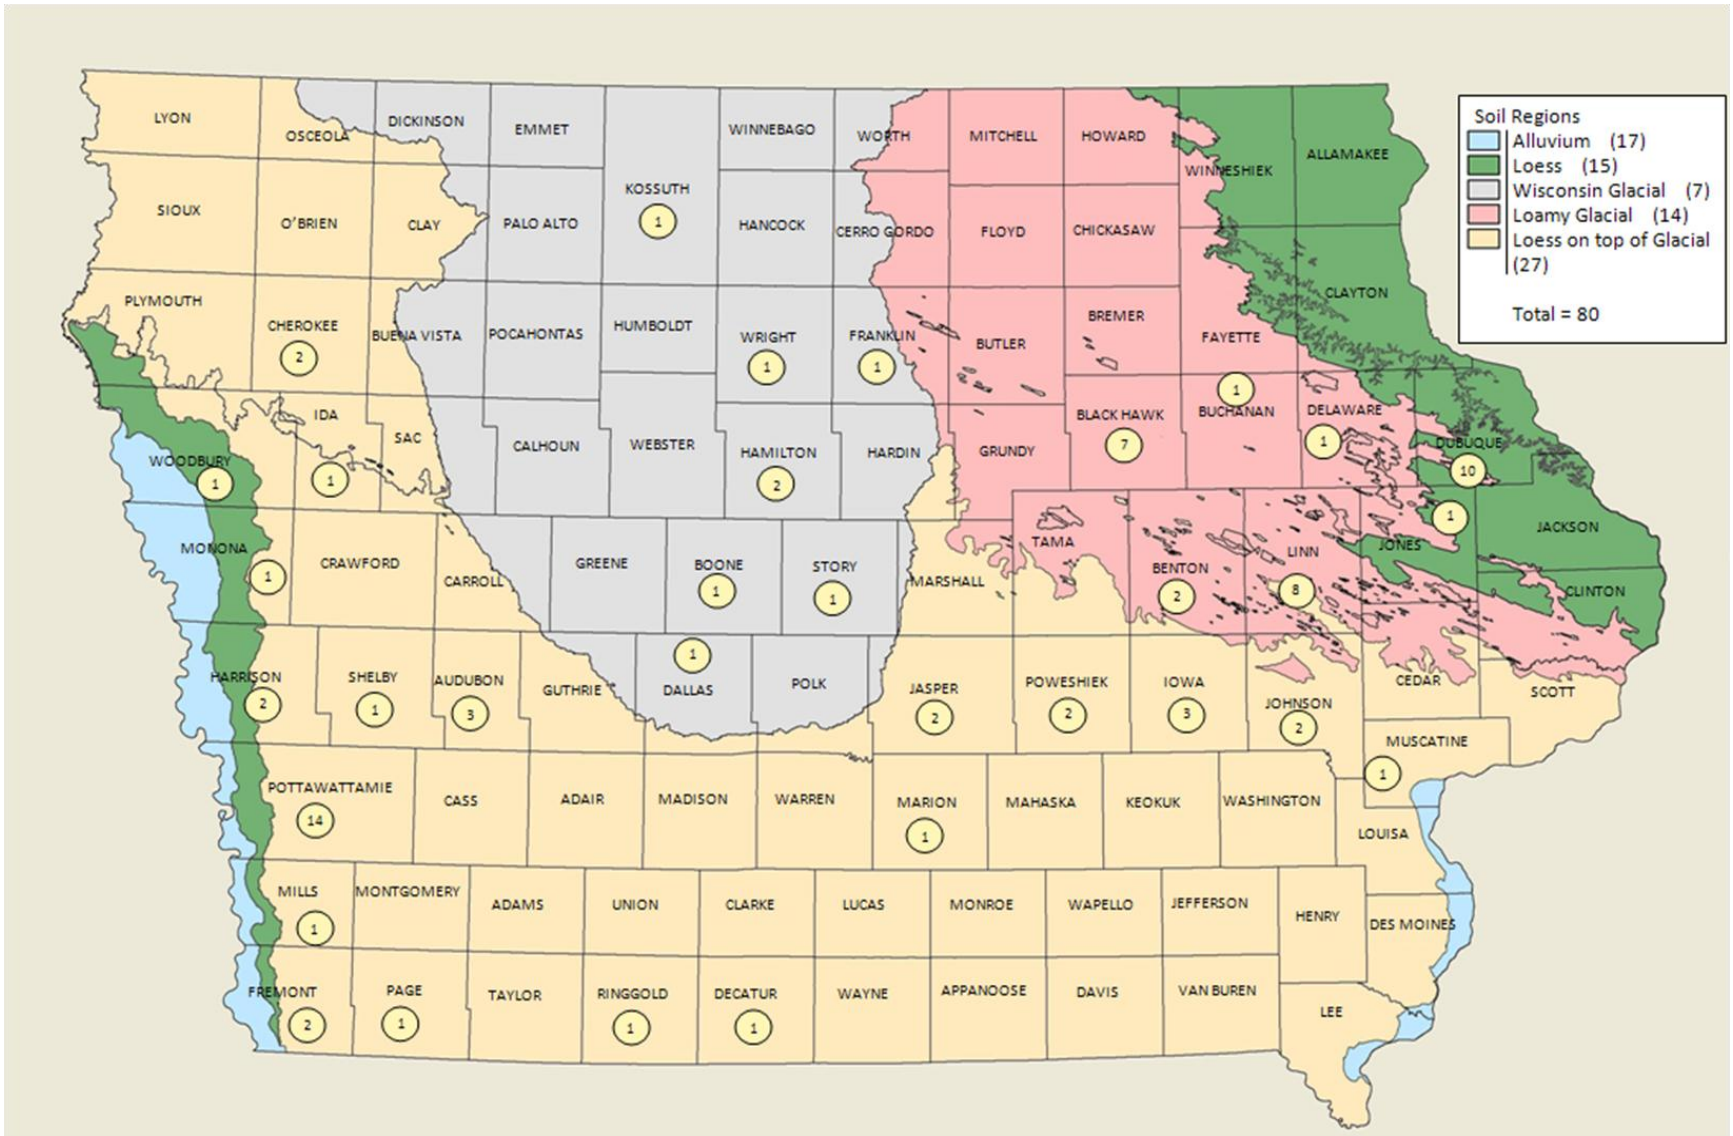 Soil Regions
Alluvium (17)
Loess (15)
Wisconsin Glacial (7)
Loamy Glacial (14)
Loess on top of Glacial
(27)
Total = 80
LYON
OSCEOLA
DICKINSON
EMMET
WINNEBAGO
WORTH
MITCHELL
HOWARD
WINNESHIEK
ALLAMAKEE
SIOUX
O'BRIEN
CLAY
PALO ALTO
KOSSUTH
1
HANCOCK
CERRO GORDO
FLOYD
CHICKASAW
CLAYTON
PLYMOUTH
CHEROKEE
2
BUENA VISTA
POCAHONTAS
HUMBOLDT
WRIGHT
1
FRANKLIN
1
BUTLER
BREMER
FAYETTE
1
WOODBURY
1
IDA
1
SAC
CALHOUN
WEBSTER
HAMILTON
2
HARDIN
GRUNDY
BLACK HAWK
7
BUCHANAN
DELAWARE
1
DUBUQUE
10
MONONA
1
CRAWFORD
CARROLL
GREENE
BOONE
1
STORY
1
MARSHALL
TAMA
BENTON
2
LINN
8
JONES
1
JACKSON
CLINTON
HARRISON
2
SHELBY
1
AUDUBON
3
GUTHRIE
1
DALLAS
POLK
JASPER
2
POWESHIEK
2
IOWA
3
JOHNSON
2
CEDAR
SCOTT
MUSCATINE
1
POTTAWATTAMIE
14
CASS
ADAIR
MADISON
WARREN
MARION
1
MAHASKA
KEOKUK
WASHINGTON
LOUISA
MILLS
1
MONTGOMERY
ADAMS
UNION
CLARKE
LUCAS
MONROE
WAPELLO
JEFFERSON
HENRY
DES MOINES
FREMONT
2
PAGE
1
TAYLOR
RINGGOLD
1
DECATUR
1
WAYNE
APPANOOSE
DAVIS
VAN BUREN
LEE